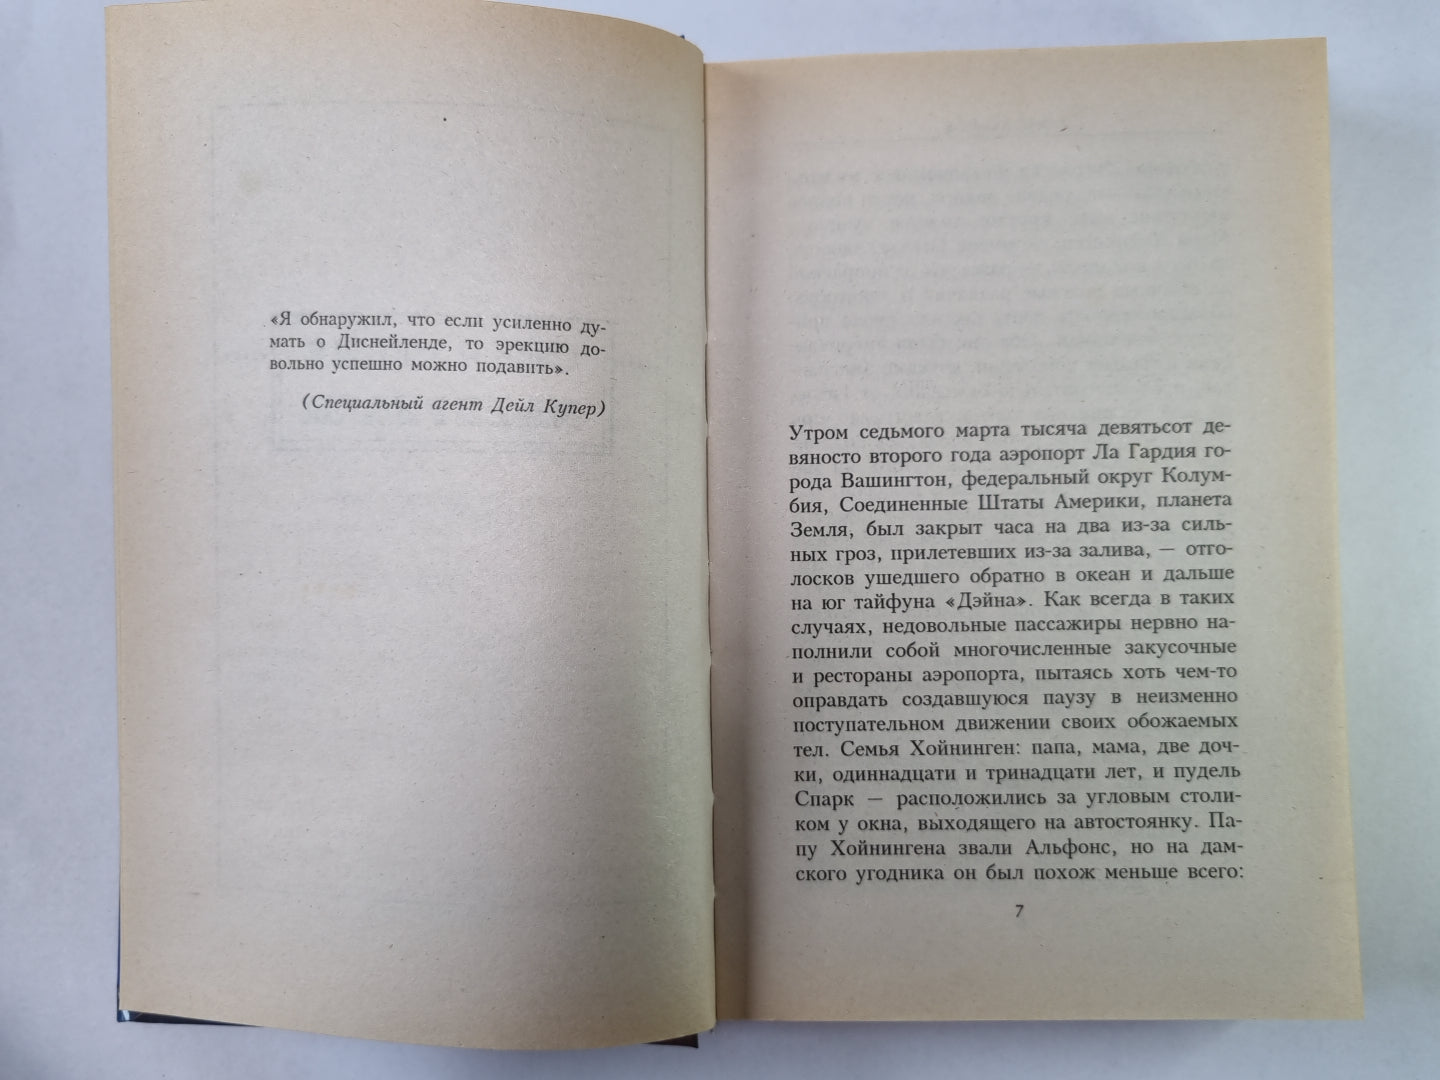 «Я обнаружил, что если усиленно ду-
мать о Диснейленде, то эрекцию до-
вольно успешно можно подавить».
(Специальный агент Дейл Купер)
Утром седьмого марта тысяча девятьсот де-
вяносто второго года аэропорт Ла Гардия го-
рода Вашингтон, федеральный округ Колум-
бия, Соединенные Штаты Америки, планета
Земля, был закрыт часа на два из-за силь-
ных гроз, прилетевших из-за залива, — отго-
лосков ушедшего обратно в океан и дальше
на юг тайфуна «Дэйна». Как всегда в таких
случаях, недовольные пассажиры нервно на-
полнили собой многочисленные закусочные
и рестораны аэропорта, пытаясь хоть чем-то
оправдать создавшуюся паузу в неизменно
поступательном движении своих обожаемых
тел. Семья Хойнинген: папа, мама, две доч-
ки, одиннадцати и тринадцати лет, и пудель
Спарк — расположились за угловым столи-
ком у окна, выходящего на автостоянку. Па-
пу Хойнингена звали Альфонс, но на дам-
ского угодника он был похож меньше всего:
7